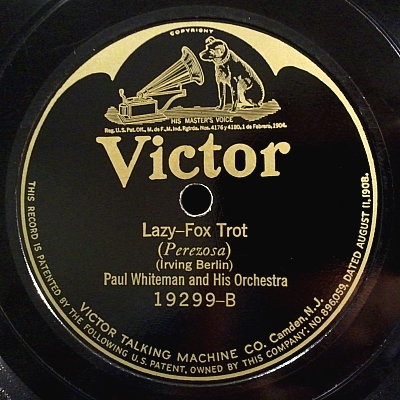 COPYRIGHT
HIS MASTER'S VOICE
Reg. U.S. Pat. Off., M. de F., M. Ind. Rgtrda. Nos. 4176 y 4180, 1 de Febrero, 1904.
Victor
Lazy–Fox Trot
(Perezosa)
(Irving Berlin)
Paul Whiteman and His Orchestra
19299–B
VICTOR TALKING MACHINE CO. Camden, N.J.
THIS RECORD IS PATENTED BY THE FOLLOWING U.S. PATENT, OWNED BY THIS COMPANY: NO. 896059, DATED AUGUST 11, 1908.